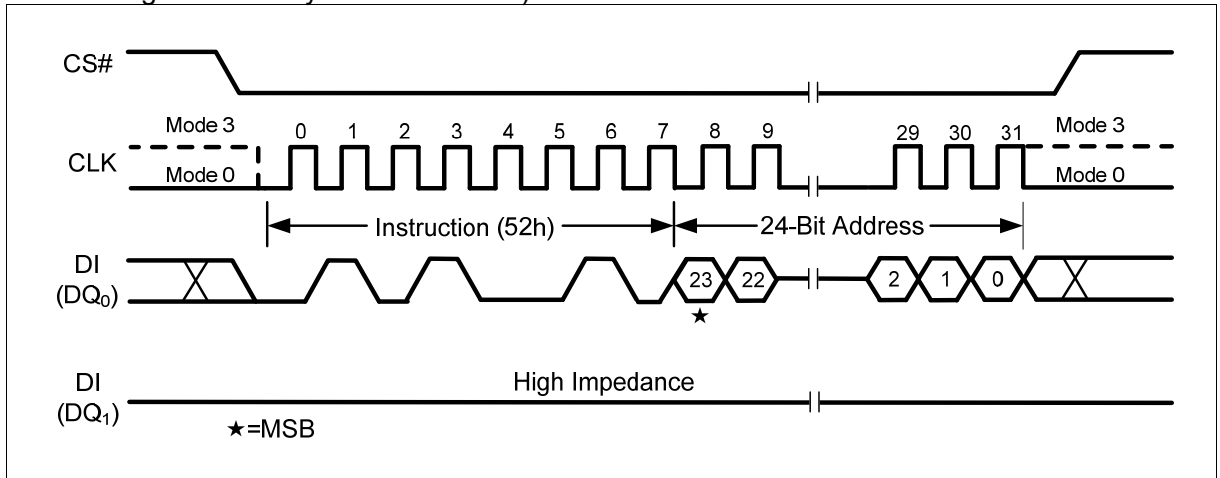 CS#
Mode 3 0 1 2 3 4 5 6 7 8 9 29 30 31 Mode 3
CLK
Mode 0 Mode 0
Instruction (52h) 24-Bit Address
DI
(DQ₀)
23 22 2 1 0
★
High Impedance
DI
(DQ₁)
★=MSB